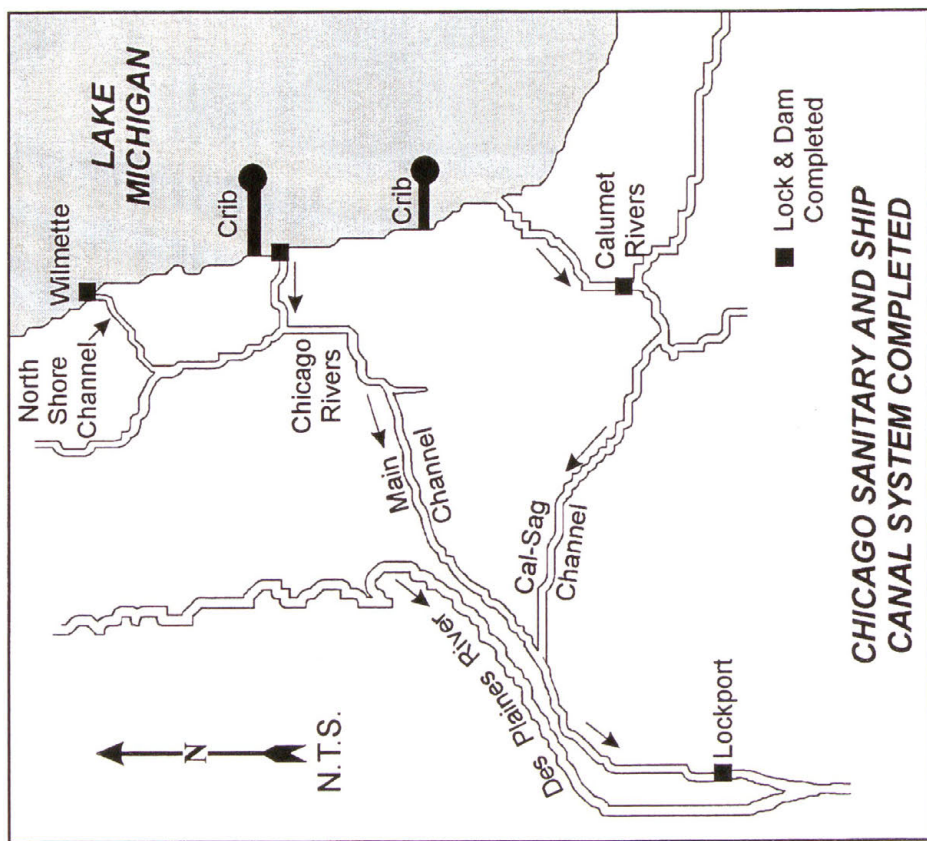 LAKE
MICHIGAN
Wilmette
North
Shore
Channel
Crib
Crib
Chicago
Rivers
Main
Channel
Calumet
Rivers
Cal-Sag
Channel
Des Plaines River
N
N.T.S.
Lockport
Lock & Dam
Completed
CHICAGO SANITARY AND SHIP
CANAL SYSTEM COMPLETED